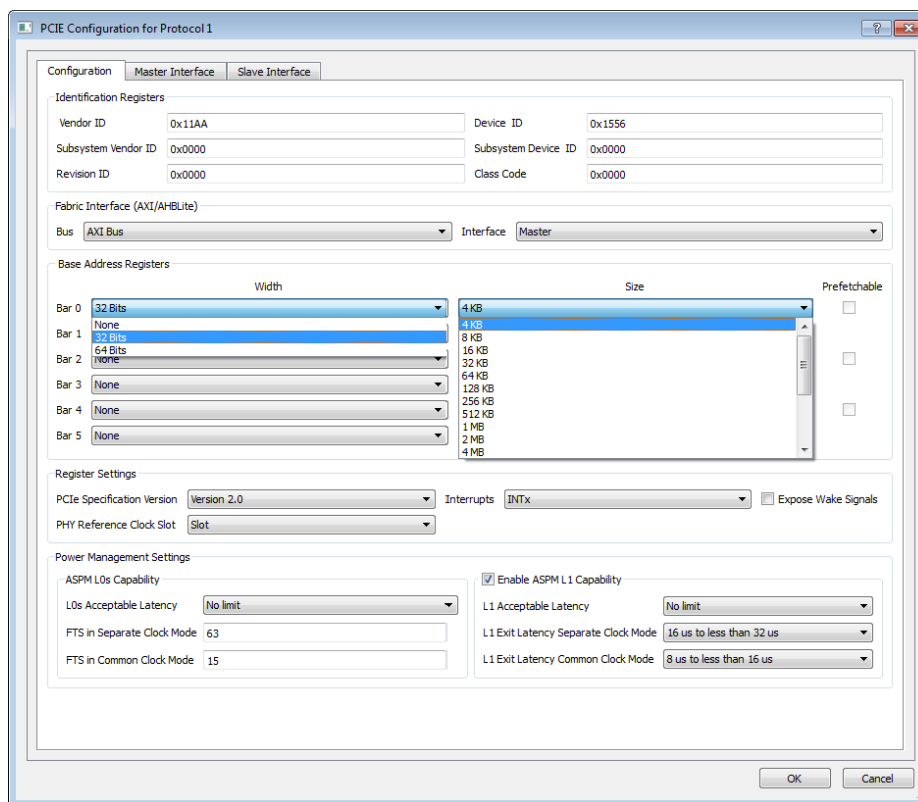 PCIE Configuration for Protocol 1
Configuration Master Interface Slave Interface
Identification Registers
Vendor ID 0x11AA Device ID 0x1556
Subsystem Vendor ID 0x0000 Subsystem Device ID 0x0000
Revision ID 0x0000 Class Code 0x0000
Fabric Interface (AXI/AHBLite)
Bus AXI Bus Interface Master
Base Address Registers
Width Size Prefetchable
Bar 0 32 Bits 4 KB
None 4 KB
Bar 1 32 Bits 8 KB
64 Bits 16 KB
Bar 2 None 32 KB
64 KB
Bar 3 None 128 KB
256 KB
Bar 4 None 512 KB
1 MB
Bar 5 None 2 MB
4 MB
Register Settings
PCIe Specification Version Version 2.0 Interrupts INTx Expose Wake Signals
PHY Reference Clock Slot Slot
Power Management Settings
ASPM L0s Capability Enable ASPM L1 Capability
L0s Acceptable Latency No limit L1 Acceptable Latency No limit
FTS in Separate Clock Mode 63 L1 Exit Latency Separate Clock Mode 16 us to less than 32 us
FTS in Common Clock Mode 15 L1 Exit Latency Common Clock Mode 8 us to less than 16 us
OK Cancel